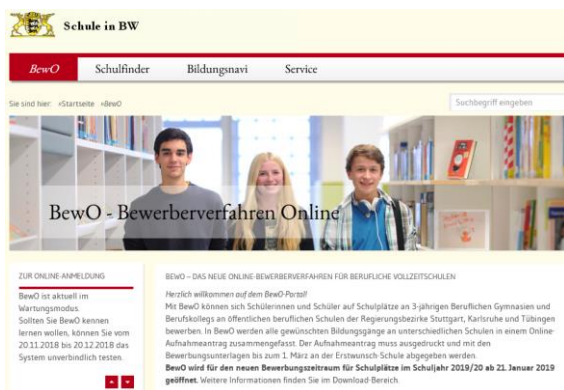 Schule in BW
BewO Schulfinder Bildungsnavi Service
Sie sind hier: »Startseite »BewO
Suchbegriff eingeben
BewO - Bewerberverfahren Online
ZUR ONLINE-ANMELDUNG
BewO ist aktuell im
Wartungsmodus.
Sollten Sie BewO kennen
lernen wollen, können Sie vom
20.11.2018 bis 20.12.2018 das
System unverbindlich testen.
BEWO – DAS NEUE ONLINE-BEWERBERVERFAHREN FÜR BERUFLICHE VOLLZEITSCHULEN
Herzlich willkommen auf dem BewO-Portal!
Mit BewO können sich Schülerinnen und Schüler auf Schulplätze an 3-jährigen Beruflichen Gymnasien und
Berufskollegs an öffentlichen beruflichen Schulen der Regierungsbezirke Stuttgart, Karlsruhe und Tübingen
bewerben. In BewO werden alle gewünschten Bildungsgänge an unterschiedlichen Schulen in einem Online-
Aufnahmeantrag zusammengefasst. Der Aufnahmeantrag muss ausgedruckt und mit den
Bewerbungsunterlagen bis zum 1. März an der Erstwunsch-Schule abgegeben werden.
BewO wird für den neuen Bewerbungszeitraum für Schulplätze im Schuljahr 2019/20 ab 21. Januar 2019
geöffnet. Weitere Informationen finden Sie im Download-Bereich.